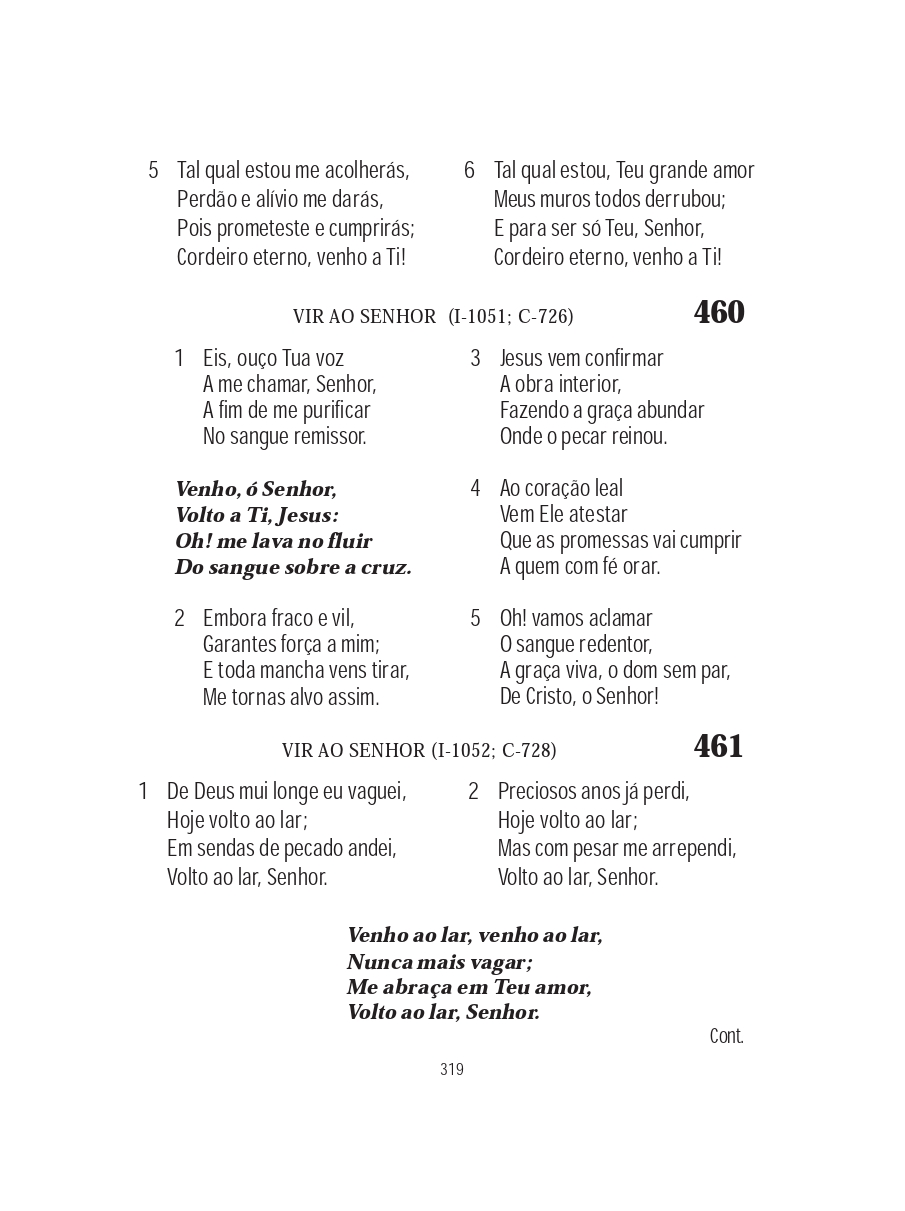 5 Tal qual estou me acolherás,
Perdão e alívio me darás,
Pois prometeste e cumprirás;
Cordeiro eterno, venho a Ti!
6 Tal qual estou, Teu grande amor
Meus muros todos derrubou;
E para ser só Teu, Senhor,
Cordeiro eterno, venho a Ti!
VIR AO SENHOR (I-1051; C-726) 460
1 Eis, ouço Tua voz
A me chamar, Senhor,
A fim de me purificar
No sangue remissor.
Venho, ó Senhor,
Volto a Ti, Jesus:
Oh! me lava no fluir
Do sangue sobre a cruz.
2 Embora fraco e vil,
Garantes força a mim;
E toda mancha vens tirar,
Me tornas alvo assim.
3 Jesus vem confirmar
A obra interior,
Fazendo a graça abundar
Onde o pecar reinou.
4 Ao coração leal
Vem Ele atestar
Que as promessas vai cumprir
A quem com fé orar.
5 Oh! vamos aclamar
O sangue redentor,
A graça viva, o dom sem par,
De Cristo, o Senhor!
VIR AO SENHOR (I-1052; C-728) 461
1 De Deus mui longe eu vaguei,
Hoje volto ao lar;
Em sendas de pecado andei,
Volto ao lar, Senhor.
2 Preciosos anos já perdi,
Hoje volto ao lar;
Mas com pesar me arrependi,
Volto ao lar, Senhor.
Venho ao lar, venho ao lar,
Nunca mais vagar;
Me abraça em Teu amor,
Volto ao lar, Senhor.
Cont.
319